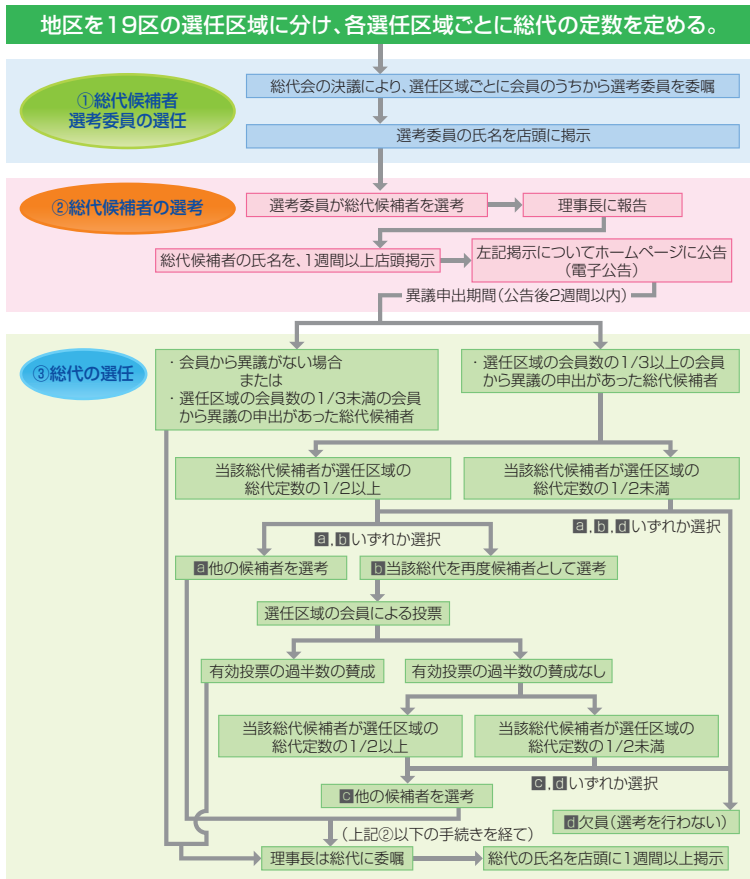 地区を19区の選任区域に分け、各選任区域ごとに総代の定数を定める。
①総代候補者
選考委員の選任
総代会の決議により、選任区域ごとに会員のうちから選考委員を委嘱
選考委員の氏名を店頭に掲示
②総代候補者の選考
選考委員が総代候補者を選考
理事長に報告
総代候補者の氏名を、1週間以上店頭掲示
左記掲示についてホームページに公告
(電子公告)
異議申出期間(公告後2週間以内)
③総代の選任
・会員から異議がない場合
または
・選任区域の会員数の1/3未満の会員
から異議の申出があった総代候補者
・選任区域の会員数の1/3以上の会員
から異議の申出があった総代候補者
当該総代候補者が選任区域の
総代定数の1/2以上
当該総代候補者が選任区域の
総代定数の1/2未満
a,bいずれか選択
a,b,dいずれか選択
a他の候補者を選考
b当該総代を再度候補者として選考
選任区域の会員による投票
有効投票の過半数の賛成
有効投票の過半数の賛成なし
当該総代候補者が選任区域の
総代定数の1/2以上
当該総代候補者が選任区域の
総代定数の1/2未満
c,dいずれか選択
c他の候補者を選考
d欠員(選考を行わない)
(上記②以下の手続きを経て)
理事長は総代に委嘱
総代の氏名を店頭に1週間以上掲示